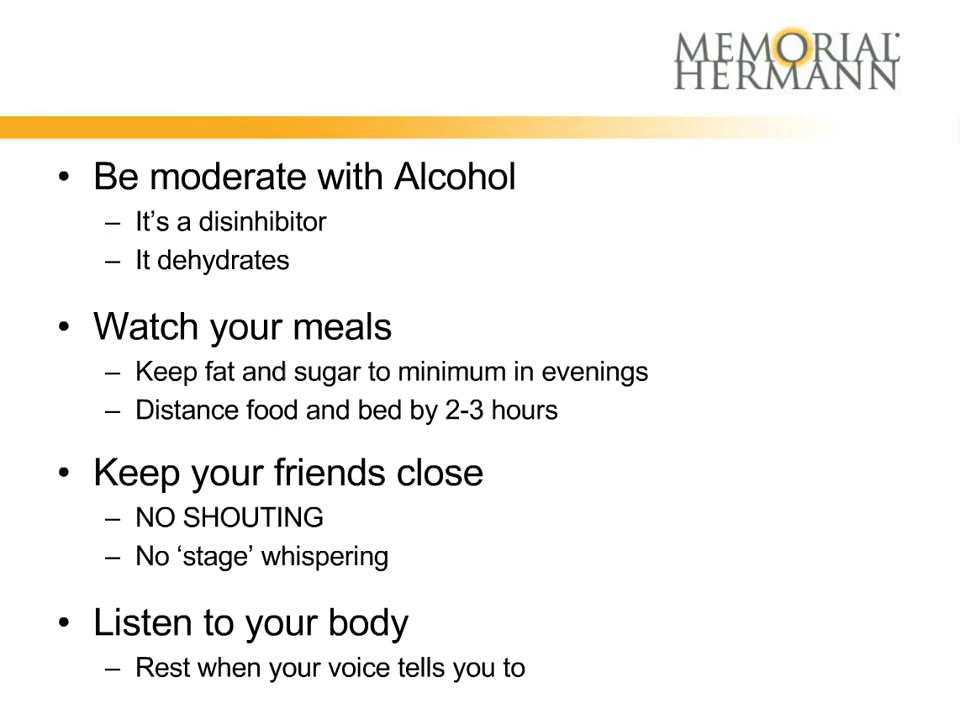 MEMORIAL
HERMANN
• Be moderate with Alcohol
– It’s a disinhibitor
– It dehydrates
• Watch your meals
– Keep fat and sugar to minimum in evenings
– Distance food and bed by 2-3 hours
• Keep your friends close
– NO SHOUTING
– No ‘stage’ whispering
• Listen to your body
– Rest when your voice tells you to